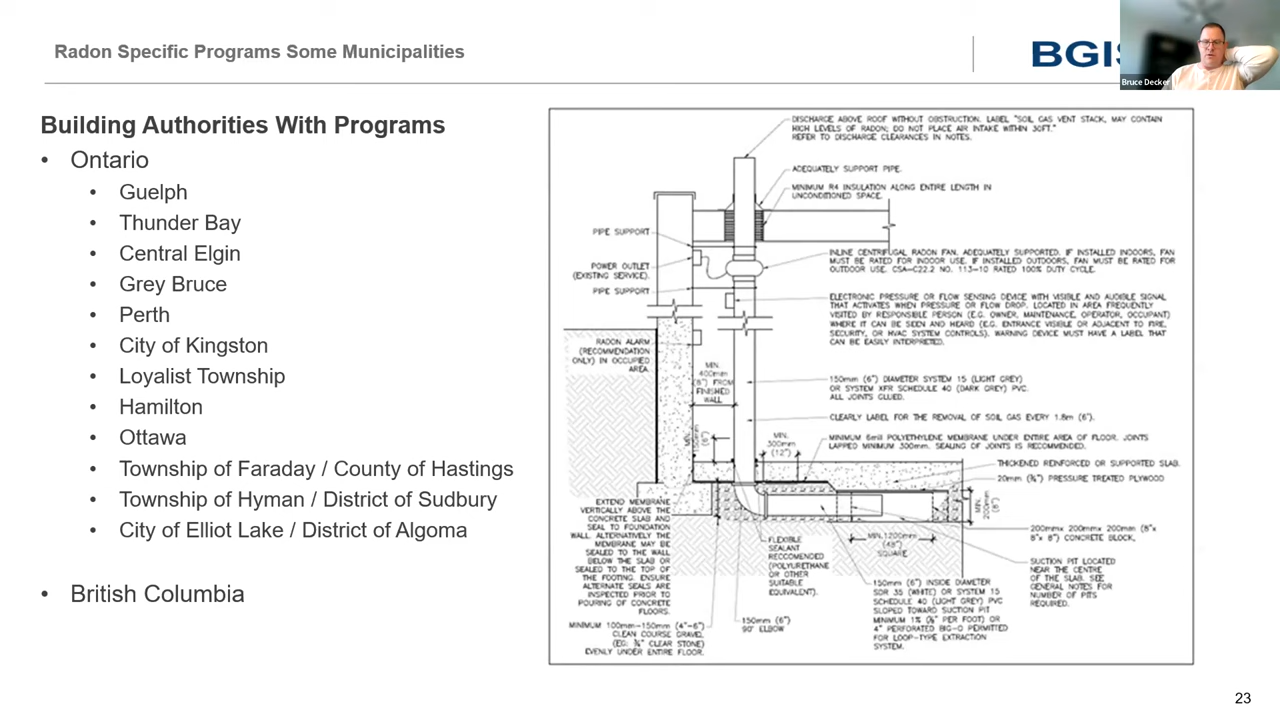 Radon Specific Programs Some Municipalities
BGIS
Bruce Decker
Building Authorities With Programs
• Ontario
• Guelph
• Thunder Bay
• Central Elgin
• Grey Bruce
• Perth
• City of Kingston
• Loyalist Township
• Hamilton
• Ottawa
• Township of Faraday / County of Hastings
• Township of Hyman / District of Sudbury
• City of Elliot Lake / District of Algoma
• British Columbia
DISCHARGE ABOVE ROOF WITHOUT OBSTRUCTION. LABEL "SOIL GAS VENT STACK, MAY CONTAIN
HIGH LEVELS OF RADON; DO NOT PLACE AIR INTAKE WITHIN 30FT."
REFER TO DISCHARGE CLEARANCES IN NOTES.
ADEQUATELY SUPPORT PIPE.
MINIMUM R4 INSULATION ALONG ENTIRE LENGTH IN
UNCONDITIONED SPACE.
PIPE SUPPORT
POWER OUTLET
(EXISTING SERVICE).
PIPE SUPPORT
INLINE CENTRIFUGAL RADON FAN. ADEQUATELY SUPPORTED. IF INSTALLED INDOORS, FAN
MUST BE RATED FOR INDOOR USE. IF INSTALLED OUTDOORS, FAN MUST BE RATED FOR
OUTDOOR USE. CSA-C22.2 NO. 113-10 RATED 100% DUTY CYCLE.
ELECTRONIC PRESSURE OR FLOW SENSING DEVICE WITH VISIBLE AND AUDIBLE SIGNAL
THAT ACTIVATES WHEN PRESSURE OR FLOW DROP. LOCATED IN AREA FREQUENTLY
VISITED BY RESPONSIBLE PERSON (E.G. OWNER, MAINTENANCE, OPERATOR, OCCUPANT)
WHERE IT CAN BE SEEN AND HEARD (E.G. ENTRANCE VISIBLE OR ADJACENT TO FIRE,
SECURITY, OR HVAC SYSTEM CONTROLS). WARNING DEVICE MUST HAVE A LABEL THAT
CAN BE EASILY INTERPRETED.
RADON ALARM
(RECOMMENDATION
ONLY) IN OCCUPIED
AREA.
MIN.
400mm
(8") FROM
FINISHED
WALL
150mm (6") DIAMETER SYSTEM 15 (LIGHT GREY)
OR SYSTEM XFR SCHEDULE 40 (DARK GREY) PVC.
ALL JOINTS GLUED.
CLEARLY LABEL FOR THE REMOVAL OF SOIL GAS EVERY 1.8m (6').
MIN.
300mm
(12")
MINIMUM 6mil POLYETHYLENE MEMBRANE UNDER ENTIRE AREA OF FLOOR. JOINTS
LAPPED MINIMUM 300mm. SEALING OF JOINTS IS RECOMMENDED.
THICKENED REINFORCED OR SUPPORTED SLAB.
20mm (¾") PRESSURE TREATED PLYWOOD
MIN.
200mm
(8")
EXTEND MEMBRANE
VERTICALLY ABOVE THE
CONCRETE SLAB AND
SEAL TO FOUNDATION
WALL. ALTERNATIVELY THE
MEMBRANE MAY BE
SEALED TO THE WALL
BELOW THE SLAB OR
SEALED TO THE TOP OF
THE FOOTING. ENSURE
ALTERNATE SEALS ARE
INSPECTED PRIOR TO
POURING OF CONCRETE
FLOORS.
MINIMUM 100mm-150mm (4"-6")
CLEAN COURSE GRAVEL
(EG: ¾" CLEAR STONE)
EVENLY UNDER ENTIRE FLOOR.
150mm (6")
90° ELBOW
FLEXIBLE
SEALANT
RECCOMENDED
(POLYURETHANE
OR OTHER
SUITABLE
EQUIVALENT).
MIN. 1200mm
(48")
SQUARE
150mm (6") INSIDE DIAMETER
SDR 35 (WHITE) OR SYSTEM 15
SCHEDULE 40 (LIGHT GREY) PVC
SLOPED TOWARD SUCTION PIT
MINIMUM 1% (⅛" PER FOOT) OR
4" PERFORATED BIG-O PERMITTED
FOR LOOP-TYPE EXTRACTION
SYSTEM.
200mmx 200mmx 200mm (8"x
8"x 8") CONCRETE BLOCK.
SUCTION PIT LOCATED
NEAR THE CENTRE
OF THE SLAB. SEE
GENERAL NOTES FOR
NUMBER OF PITS
REQUIRED.
23